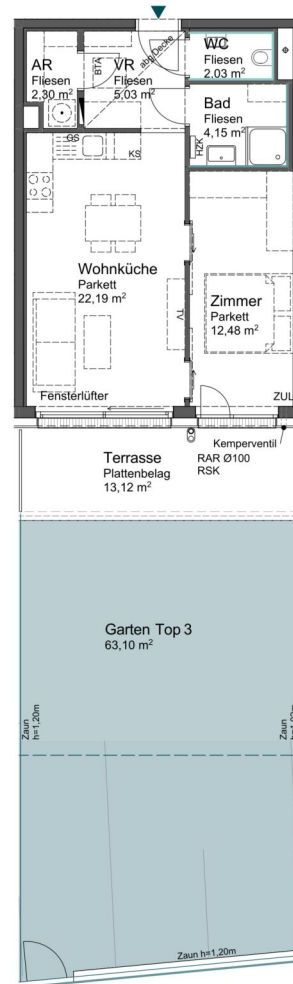 WC
Fliesen
2,03 m²
AR
Fliesen
2,30 m²
BTA
VR
Fliesen
5,03 m²
abg.Decke
Bad
Fliesen
4,15 m²
HZK
GS
KS
Wohnküche
Parkett
22,19 m²
TV
Zimmer
Parkett
12,48 m²
Fensterlüfter
ZUL
Kemperventil
RAR Ø100
RSK
Terrasse
Plattenbelag
13,12 m²
Garten Top 3
63,10 m²
Zaun
h=1,20m
Zaun
Zaun h=1,20m